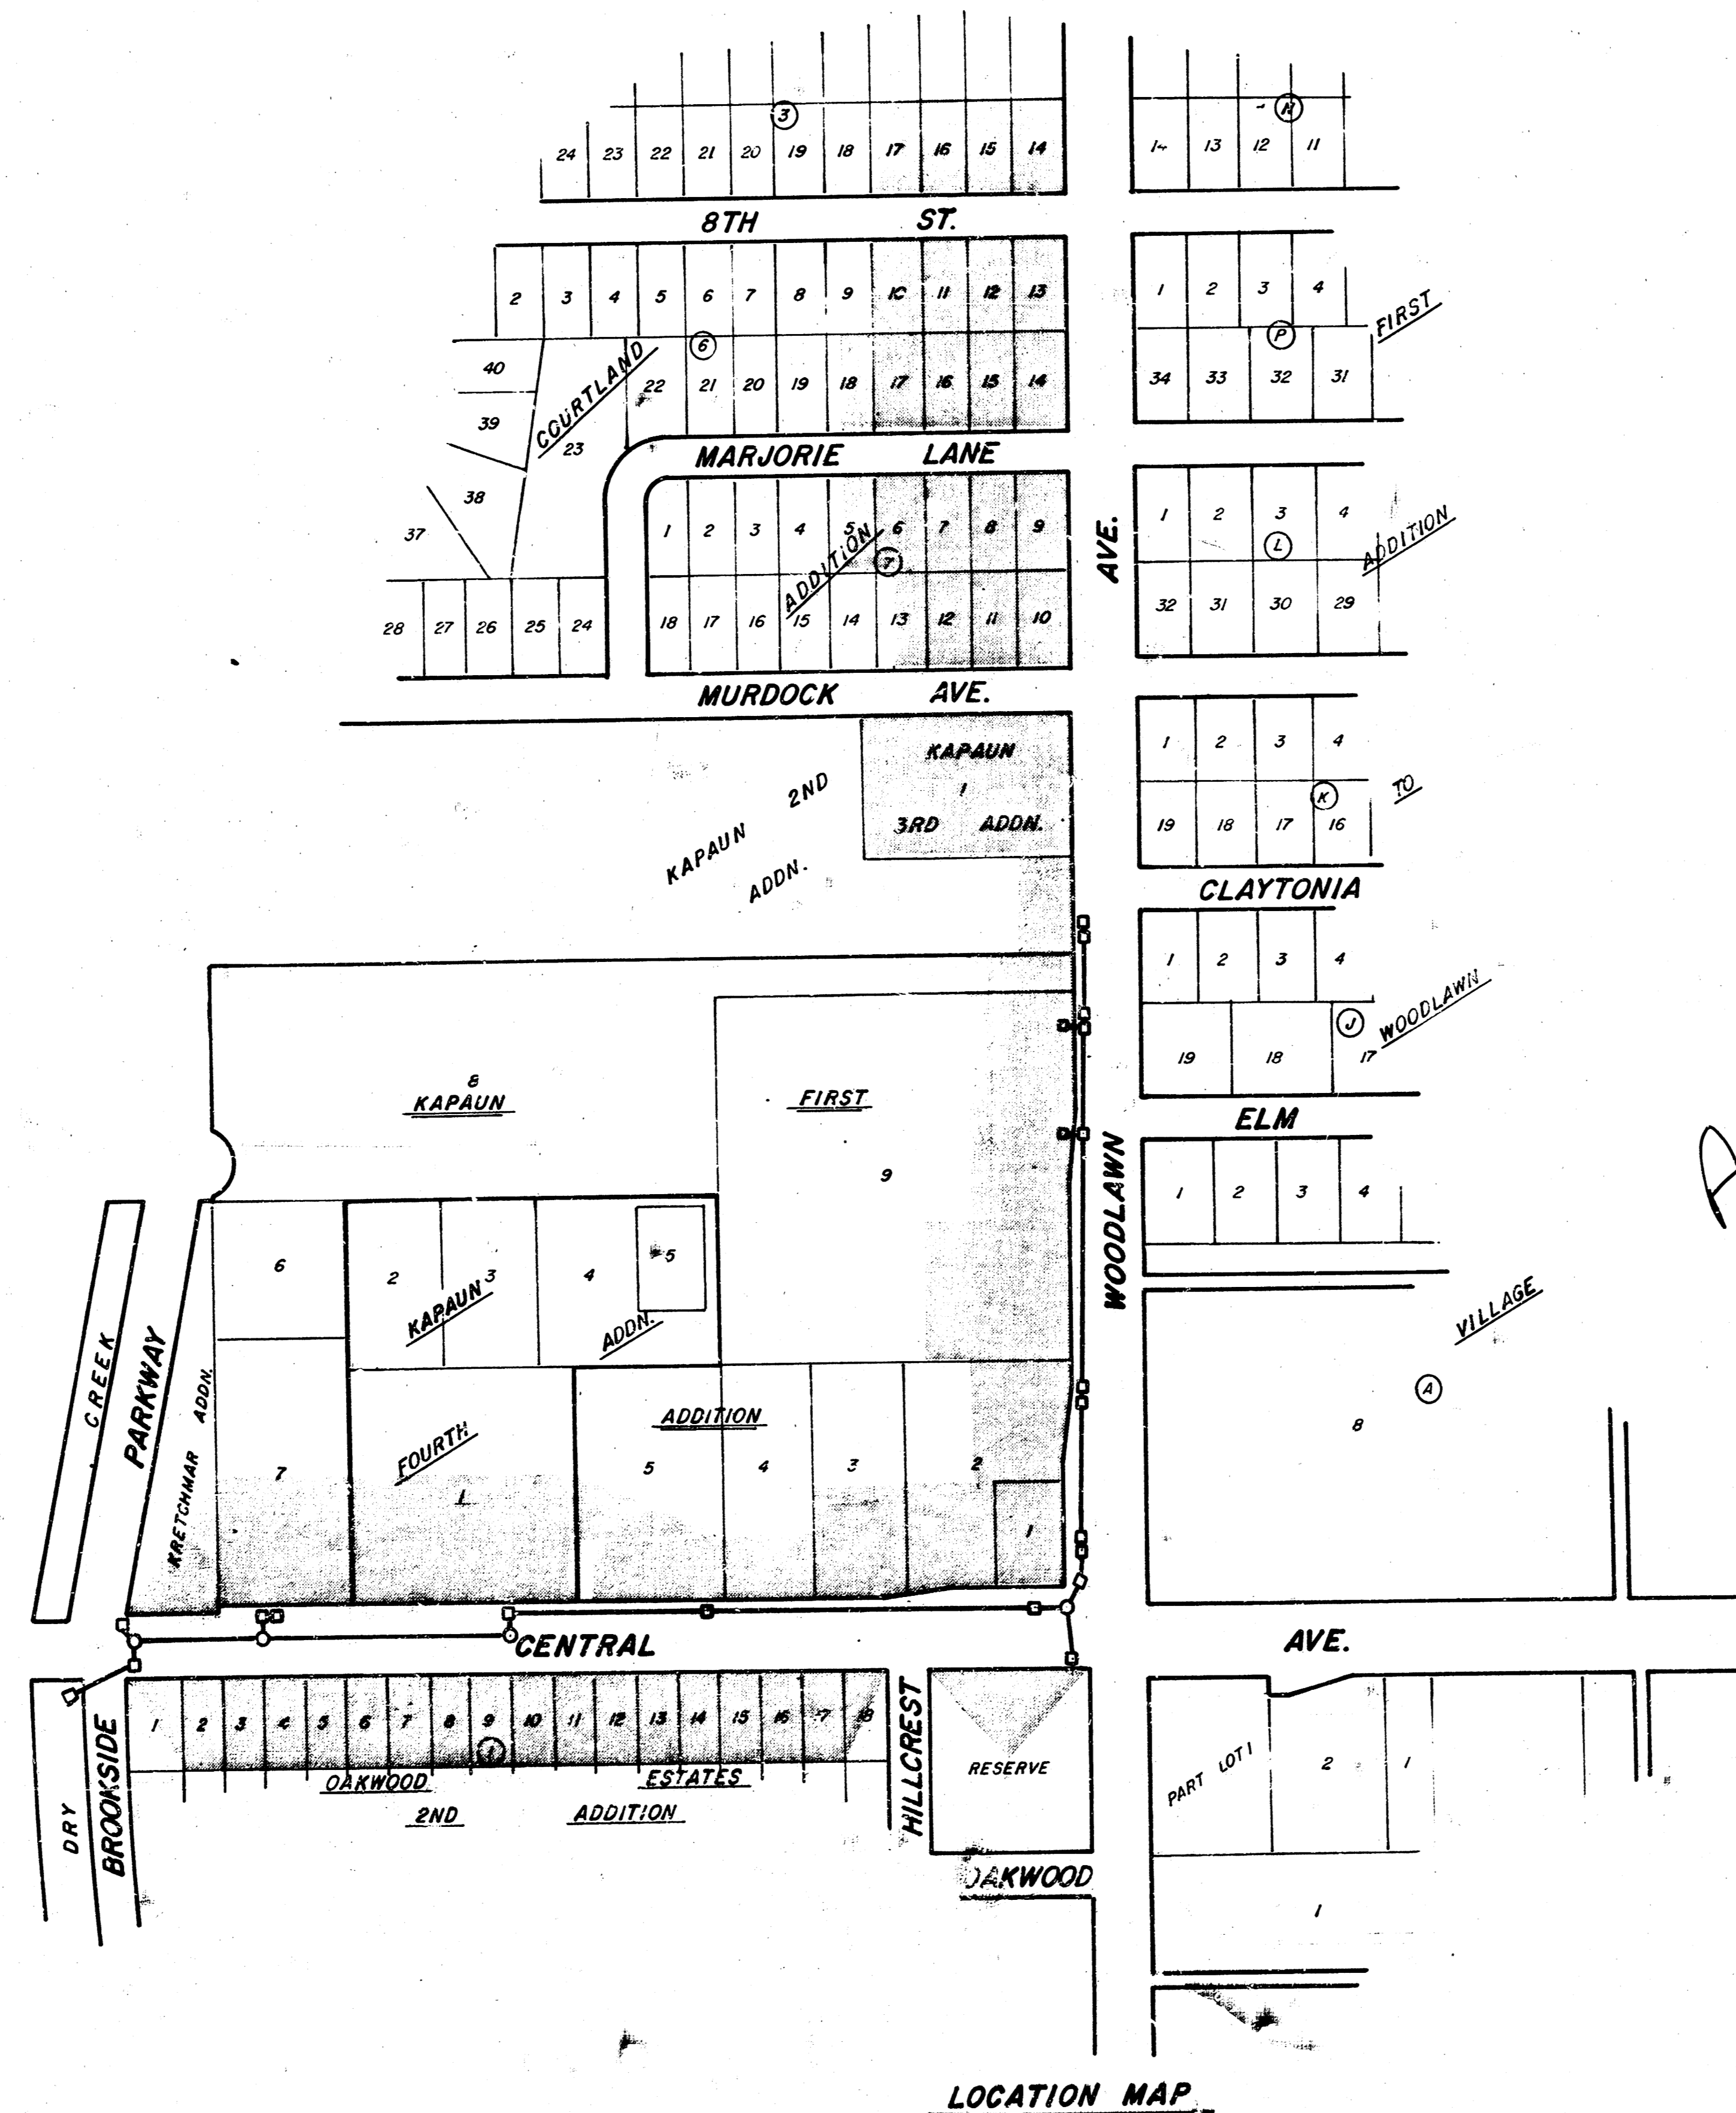 3
24 23 22 21 20 19 18 17 16 15 14
N
14 13 12 11
8TH ST.
2 3 4 5 6 7 8 9 10 11 12 13
6
40
39
38
37
COURTLAND
23
22 21 20 19 18 17 16 15 14
1 2 3 4
P
34 33 32 31
FIRST
MARJORIE LANE
1 2 3 4 5 6 7 8 9
ADDITION
7
28 27 26 25 24
18 17 16 15 14 13 12 11 10
AVE.
1 2 3 4
L
32 31 30 29
ADDITION
MURDOCK AVE.
KAPAUN
1
3RD ADDN.
KAPAUN 2ND
ADDN.
1 2 3 4
K
19 18 17 16
TO
CLAYTONIA
1 2 3 4
J
19 18 17
WOODLAWN
8
KAPAUN
FIRST
9
ELM
WOODLAWN
1 2 3 4
6
2 3 4 5
KAPAUN
ADDN.
CREEK
PARKWAY
KRETCHMAR ADDN.
7
FOURTH
1
ADDITION
5 4 3 2
1
VILLAGE
A
8
CENTRAL AVE.
1 2 3 4 5 6 7 8 9 10 11 12 13 14 15 16 17 18
1
OAKWOOD ESTATES
2ND ADDITION
DRY
BROOKSIDE
HILLCREST
RESERVE
OAKWOOD
PART LOT 1
2
1
1
LOCATION MAP